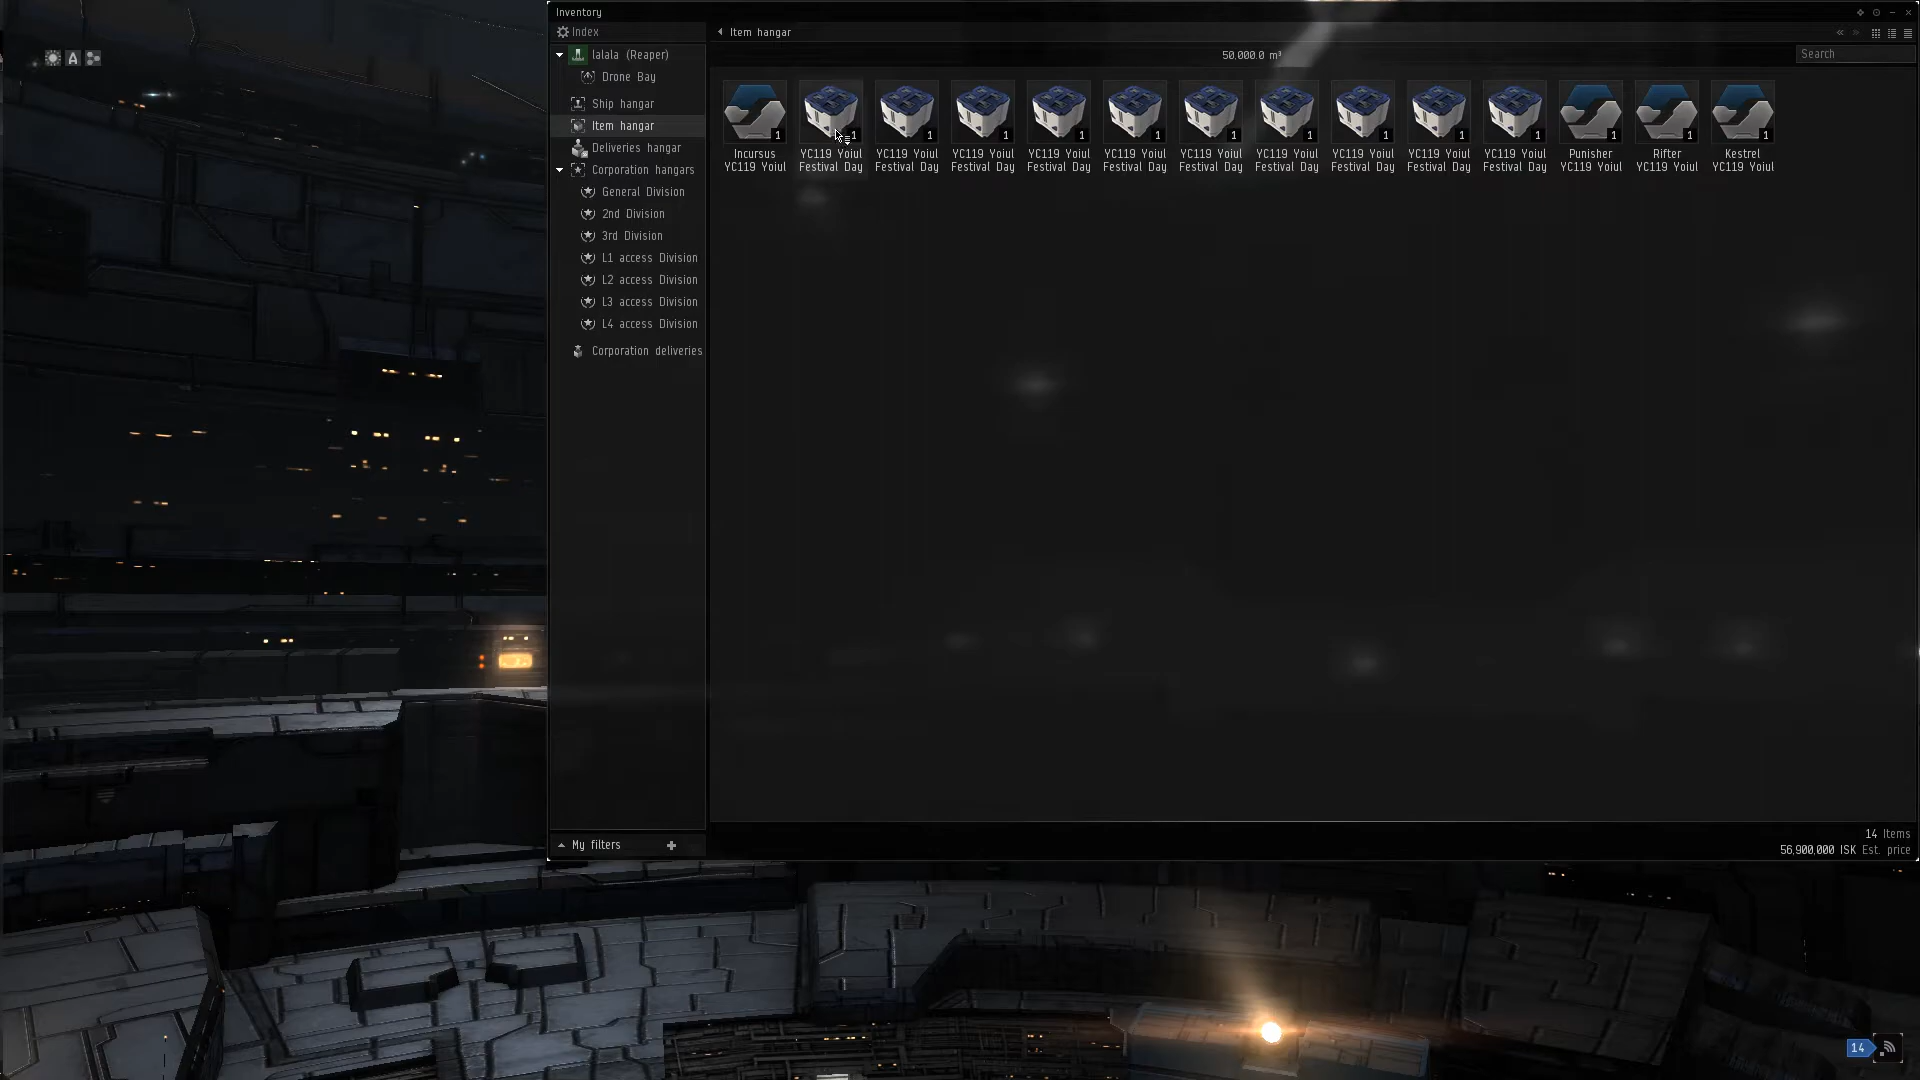 Inventory
Index
Item hangar
lalala (Reaper)
50,000.0 m³
Search
Drone Bay
Ship hangar
Item hangar
Deliveries hangar
Corporation hangars
General Division
2nd Division
3rd Division
L1 access Division
L2 access Division
L3 access Division
L4 access Division
Corporation deliveries
My filters
A
1
1
1
1
1
1
1
1
1
1
1
1
1
1
Incursus
YC119 Yoiul
YC119 Yoiul
Festival Day
YC119 Yoiul
Festival Day
YC119 Yoiul
Festival Day
YC119 Yoiul
Festival Day
YC119 Yoiul
Festival Day
YC119 Yoiul
Festival Day
YC119 Yoiul
Festival Day
YC119 Yoiul
Festival Day
YC119 Yoiul
Festival Day
YC119 Yoiul
Festival Day
Punisher
YC119 Yoiul
Rifter
YC119 Yoiul
Kestrel
YC119 Yoiul
14 Items
56,900,000 ISK Est. price
14